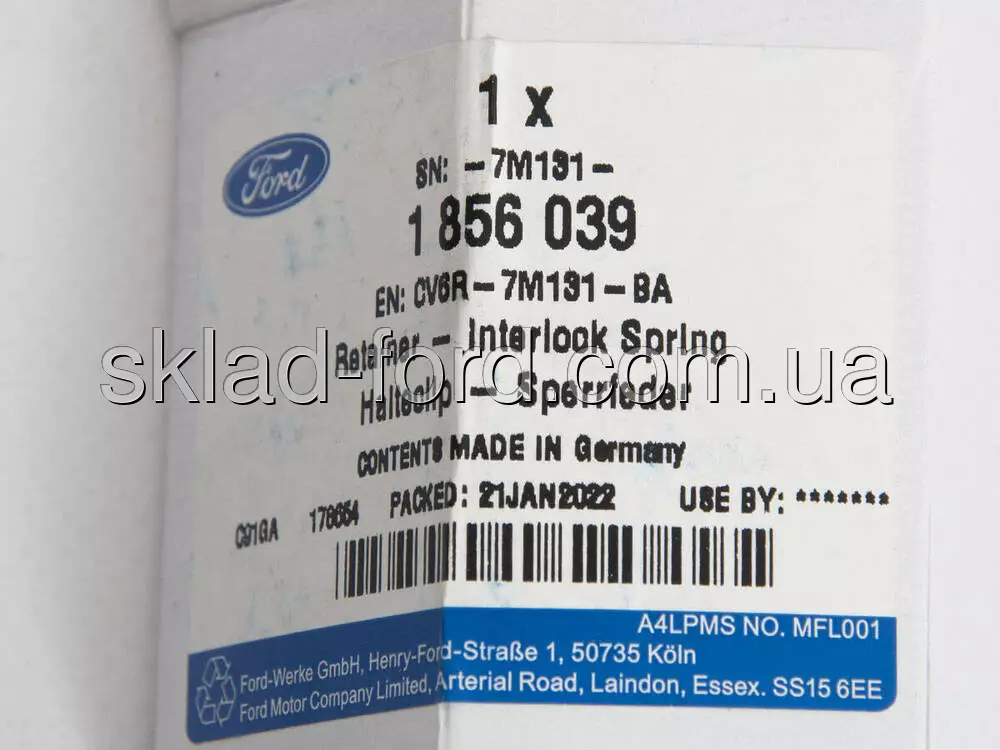 1 x
Ford
SN: -7M131-
1 856 039
EN: CV6R-7M131-BA
Retainer - Interlook Spring
sklad-ford.com.ua
Halteclip - Sperrfeder
CONTENTS MADE IN Germany
PACKED: 21JAN2022 USE BY: *******
C91GA 178654
A4LPMS NO. MFL001
Ford-Werke GmbH, Henry-Ford-Straße 1, 50735 Köln
Ford Motor Company Limited, Arterial Road, Laindon, Essex. SS15 6EE